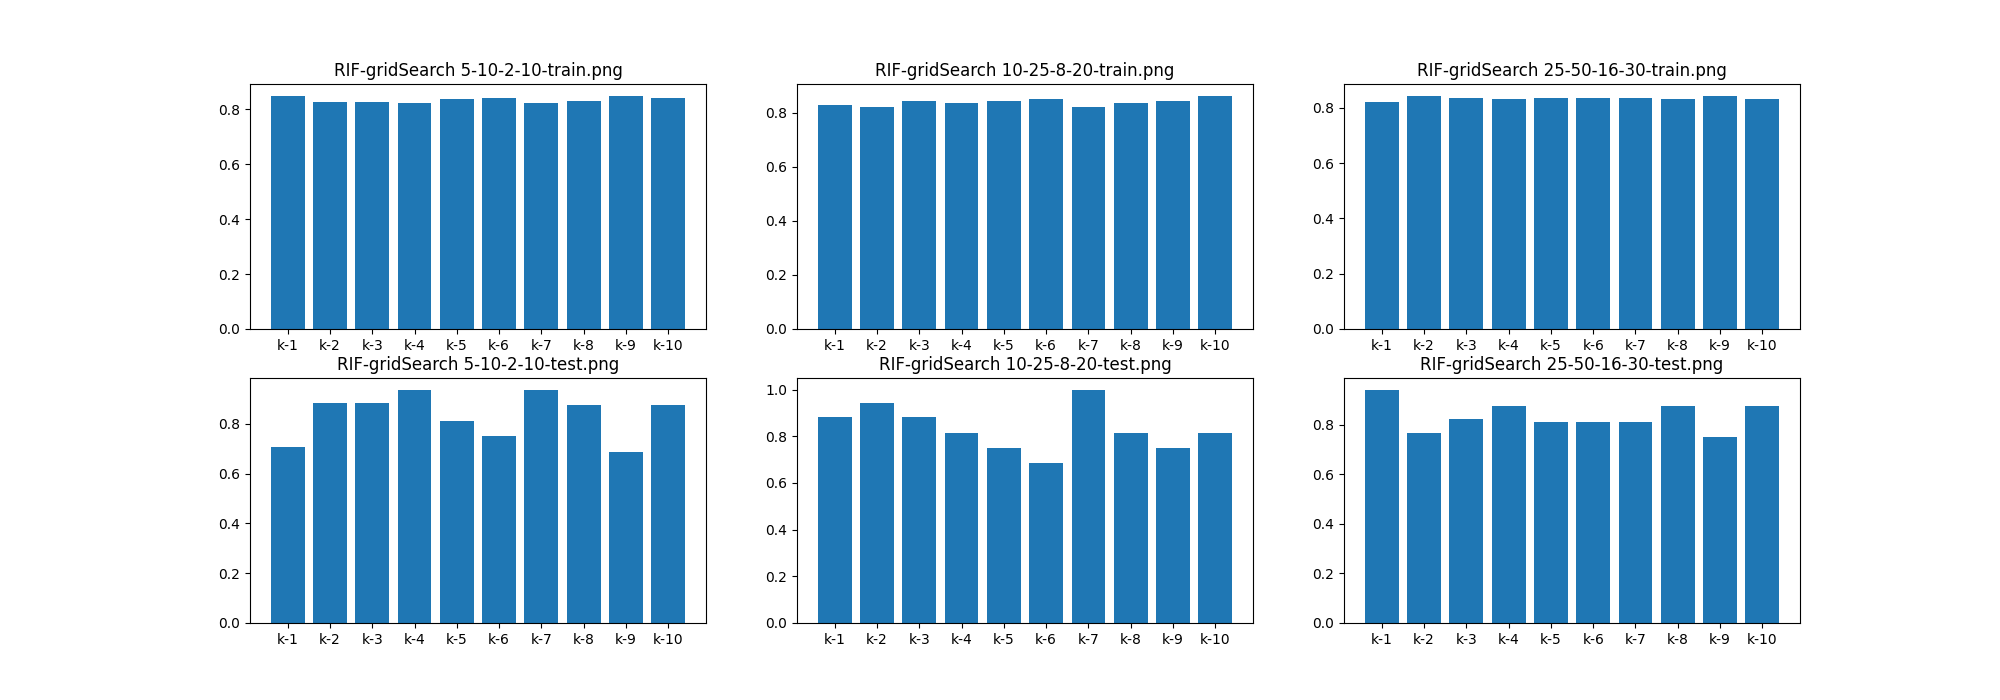 RIF-gridSearch 5-10-2-10-train.png
0.8
0.6
0.4
0.2
0.0
k-1 k-2 k-3 k-4 k-5 k-6 k-7 k-8 k-9 k-10
RIF-gridSearch 10-25-8-20-train.png
0.8
0.6
0.4
0.2
0.0
k-1 k-2 k-3 k-4 k-5 k-6 k-7 k-8 k-9 k-10
RIF-gridSearch 25-50-16-30-train.png
0.8
0.6
0.4
0.2
0.0
k-1 k-2 k-3 k-4 k-5 k-6 k-7 k-8 k-9 k-10
RIF-gridSearch 5-10-2-10-test.png
0.8
0.6
0.4
0.2
0.0
k-1 k-2 k-3 k-4 k-5 k-6 k-7 k-8 k-9 k-10
RIF-gridSearch 10-25-8-20-test.png
1.0
0.8
0.6
0.4
0.2
0.0
k-1 k-2 k-3 k-4 k-5 k-6 k-7 k-8 k-9 k-10
RIF-gridSearch 25-50-16-30-test.png
0.8
0.6
0.4
0.2
0.0
k-1 k-2 k-3 k-4 k-5 k-6 k-7 k-8 k-9 k-10